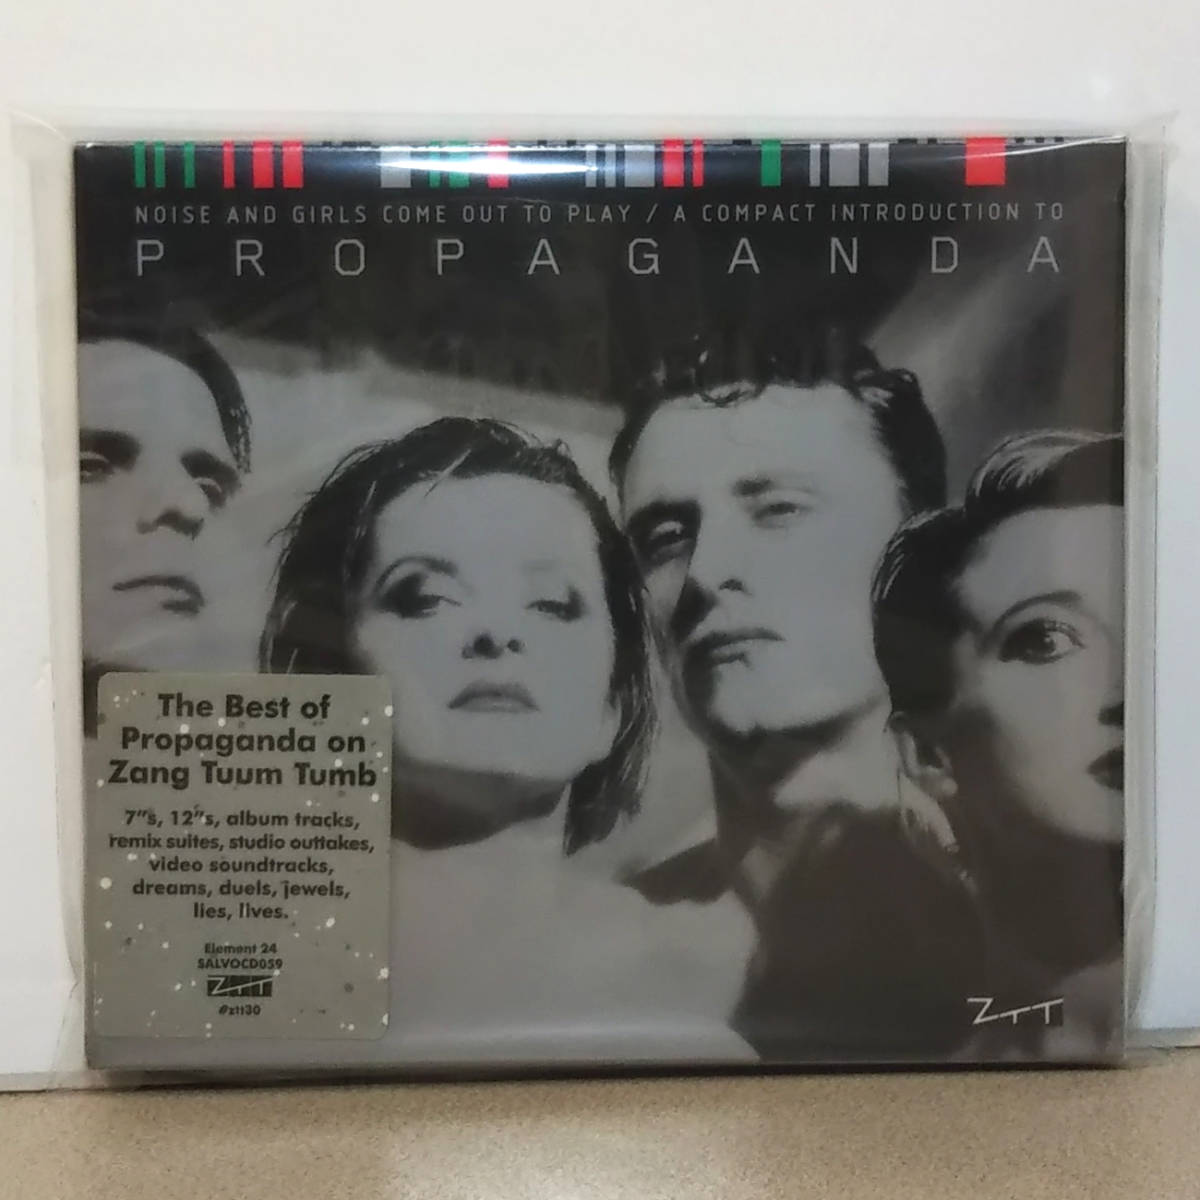 NOISE AND GIRLS COME OUT TO PLAY / A COMPACT INTRODUCTION TO
PROPAGANDA
The Best of
Propaganda on
Zang Tuum Tumb
7"s, 12"s, album tracks,
remix suites, studio outtakes,
video soundtracks,
dreams, duels, jewels,
lies, lives.
Element 24
SALVOCD059
ZTT
#ztt30
ZTT